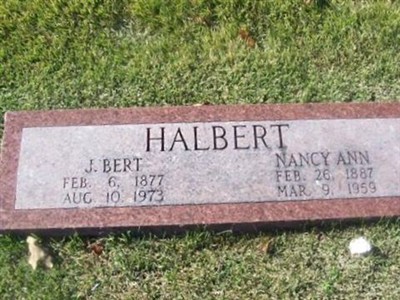 HALBERT
J. BERT
FEB. 6, 1877
AUG 10, 1973
NANCY ANN
FEB. 26, 1887
MAR. 9, 1959